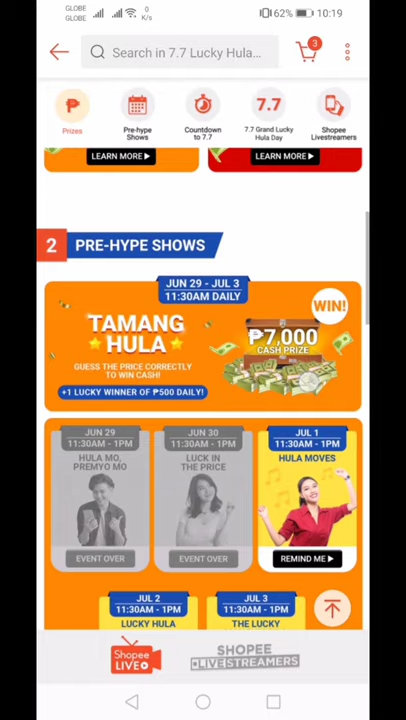 GLOBE
GLOBE
0
K/s
62%
10:19
Search in 7.7 Lucky Hula...
3
Prizes
Pre-hype
Shows
Countdown
to 7.7
7.7
7.7 Grand Lucky
Hula Day
Shopee
Livestreamers
LEARN MORE
LEARN MORE
2 PRE-HYPE SHOWS
JUN 29 - JUL 3
11:30AM DAILY
WIN!
TAMANG
HULA
₱7,000
CASH PRIZE
GUESS THE PRICE CORRECTLY
TO WIN CASH!
+1 LUCKY WINNER OF ₱500 DAILY!
JUN 29
11:30AM - 1PM
HULA MO,
PREMYO MO
EVENT OVER
JUN 30
11:30AM - 1PM
LUCK IN
THE PRICE
EVENT OVER
JUL 1
11:30AM - 1PM
HULA MOVES
REMIND ME
JUL 2
11:30AM - 1PM
LUCKY HULA
JUL 3
11:30AM - 1PM
THE LUCKY
Shopee
LIVE
SHOPEE
LIVESTREAMERS